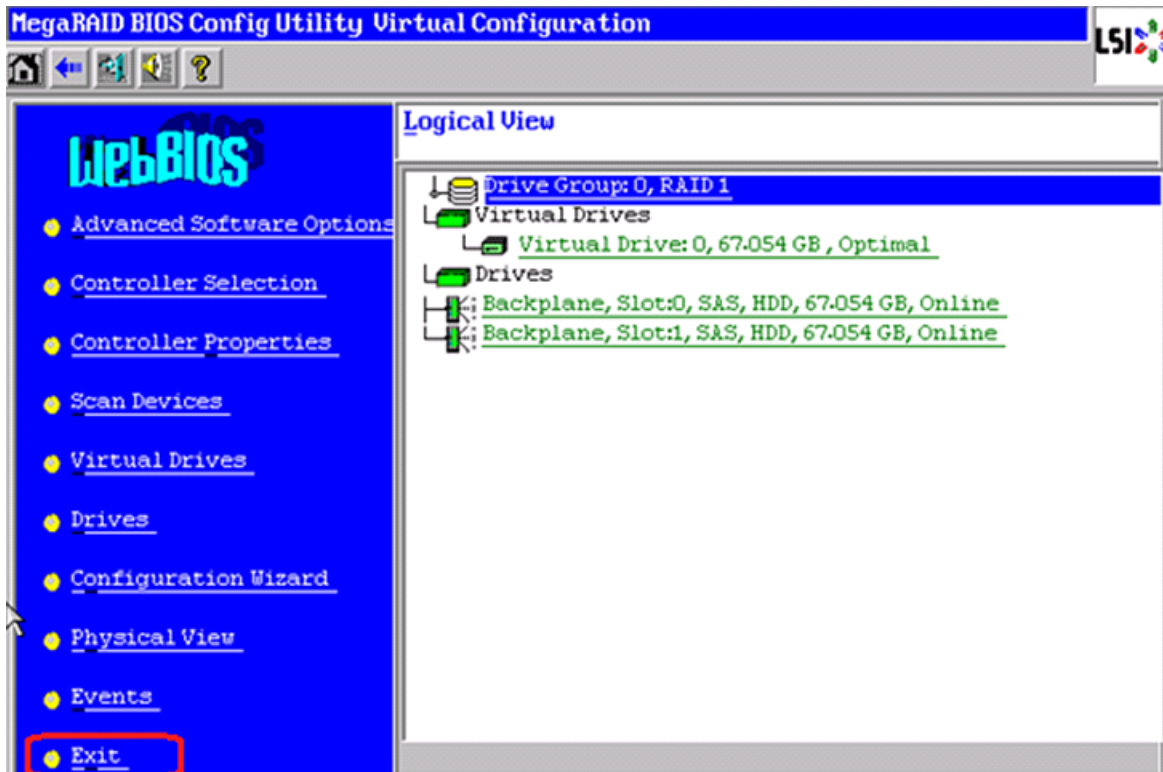 MegaRAID BIOS Config Utility Virtual Configuration
LSI
?
WebBIOS
Advanced Software Options
Controller Selection
Controller Properties
Scan Devices
Virtual Drives
Drives
Configuration Wizard
Physical View
Events
Exit
Logical View
Drive Group: 0, RAID 1
Virtual Drives
Virtual Drive: 0, 67.054 GB , Optimal
Drives
Backplane, Slot:0, SAS, HDD, 67.054 GB, Online
Backplane, Slot:1, SAS, HDD, 67.054 GB, Online